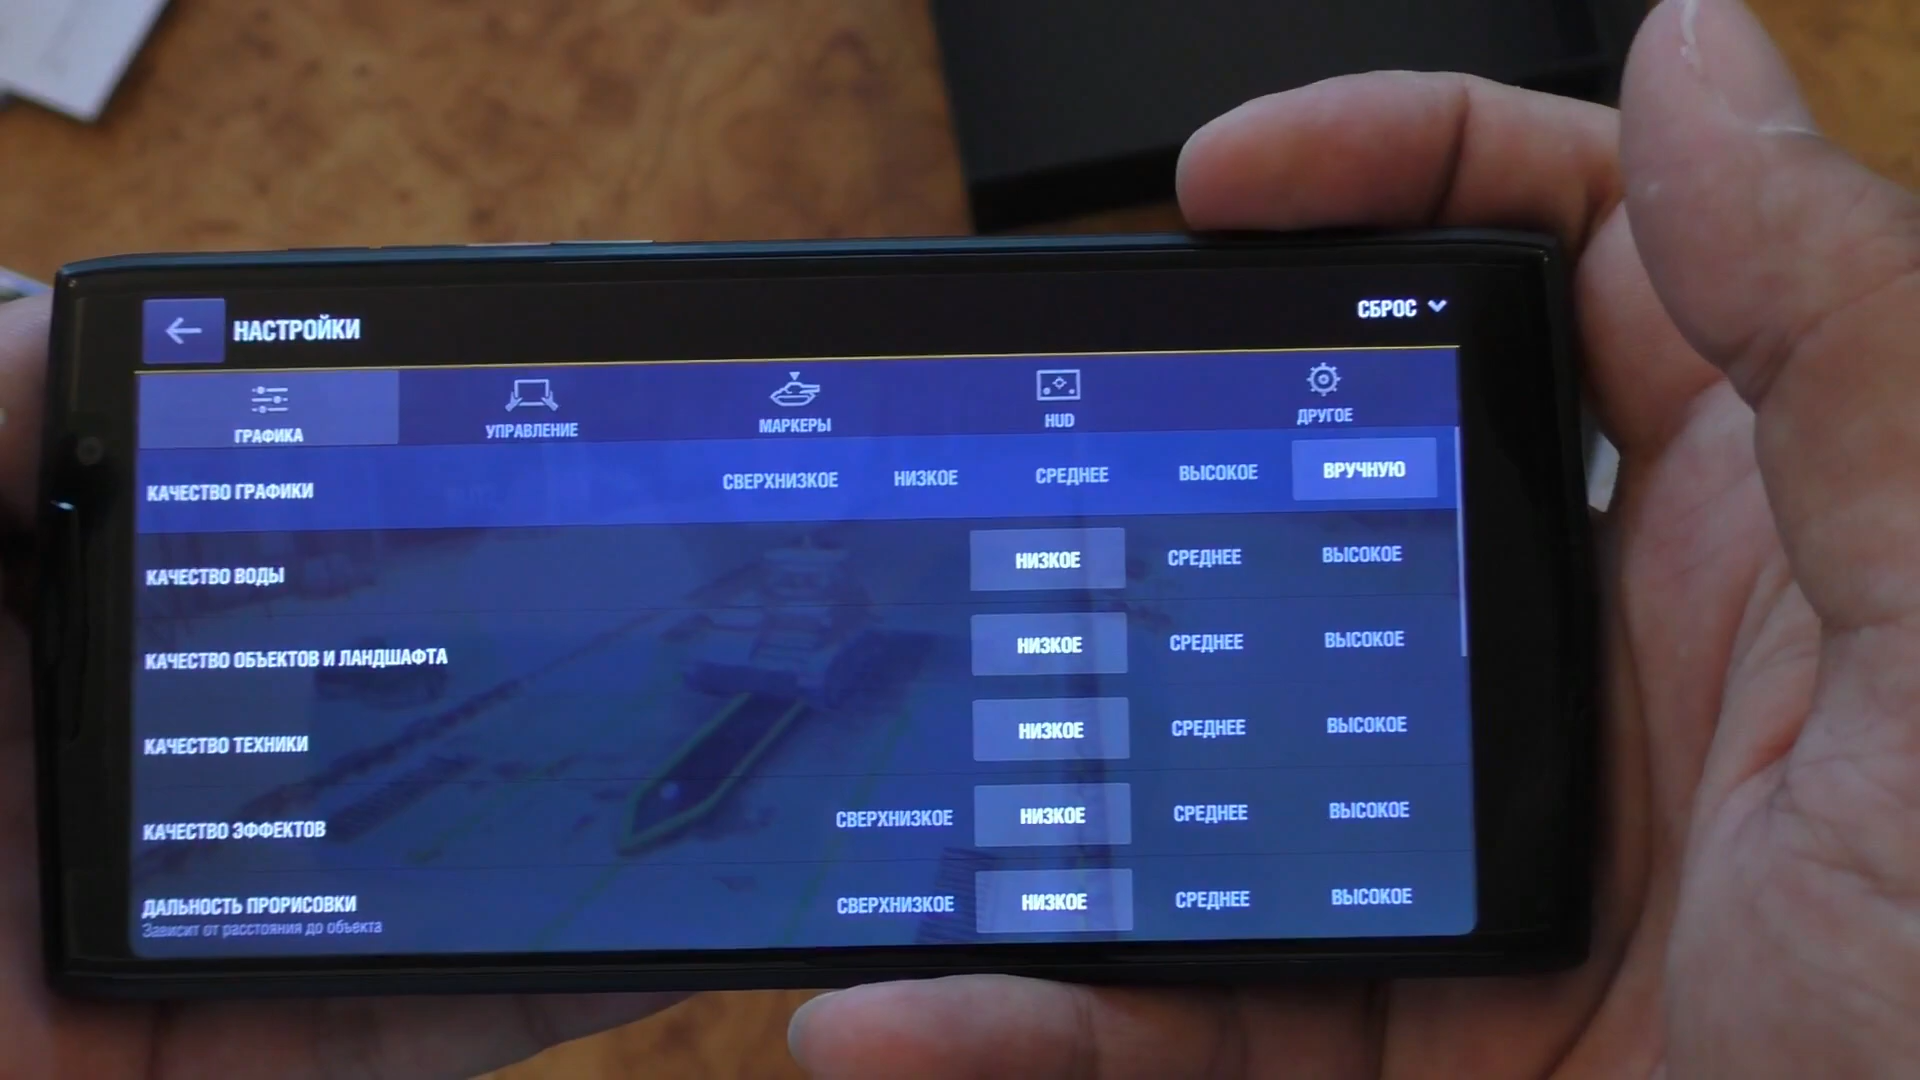 НАСТРОЙКИ
СБРОС
ГРАФИКА УПРАВЛЕНИЕ МАРКЕРЫ HUD ДРУГОЕ
КАЧЕСТВО ГРАФИКИ СВЕРХНИЗКОЕ НИЗКОЕ СРЕДНЕЕ ВЫСОКОЕ ВРУЧНУЮ
КАЧЕСТВО ВОДЫ НИЗКОЕ СРЕДНЕЕ ВЫСОКОЕ
КАЧЕСТВО ОБЪЕКТОВ И ЛАНДШАФТА НИЗКОЕ СРЕДНЕЕ ВЫСОКОЕ
КАЧЕСТВО ТЕХНИКИ НИЗКОЕ СРЕДНЕЕ ВЫСОКОЕ
КАЧЕСТВО ЭФФЕКТОВ СВЕРХНИЗКОЕ НИЗКОЕ СРЕДНЕЕ ВЫСОКОЕ
ДАЛЬНОСТЬ ПРОРИСОВКИ СВЕРХНИЗКОЕ НИЗКОЕ СРЕДНЕЕ ВЫСОКОЕ
Зависит от расстояния до объекта